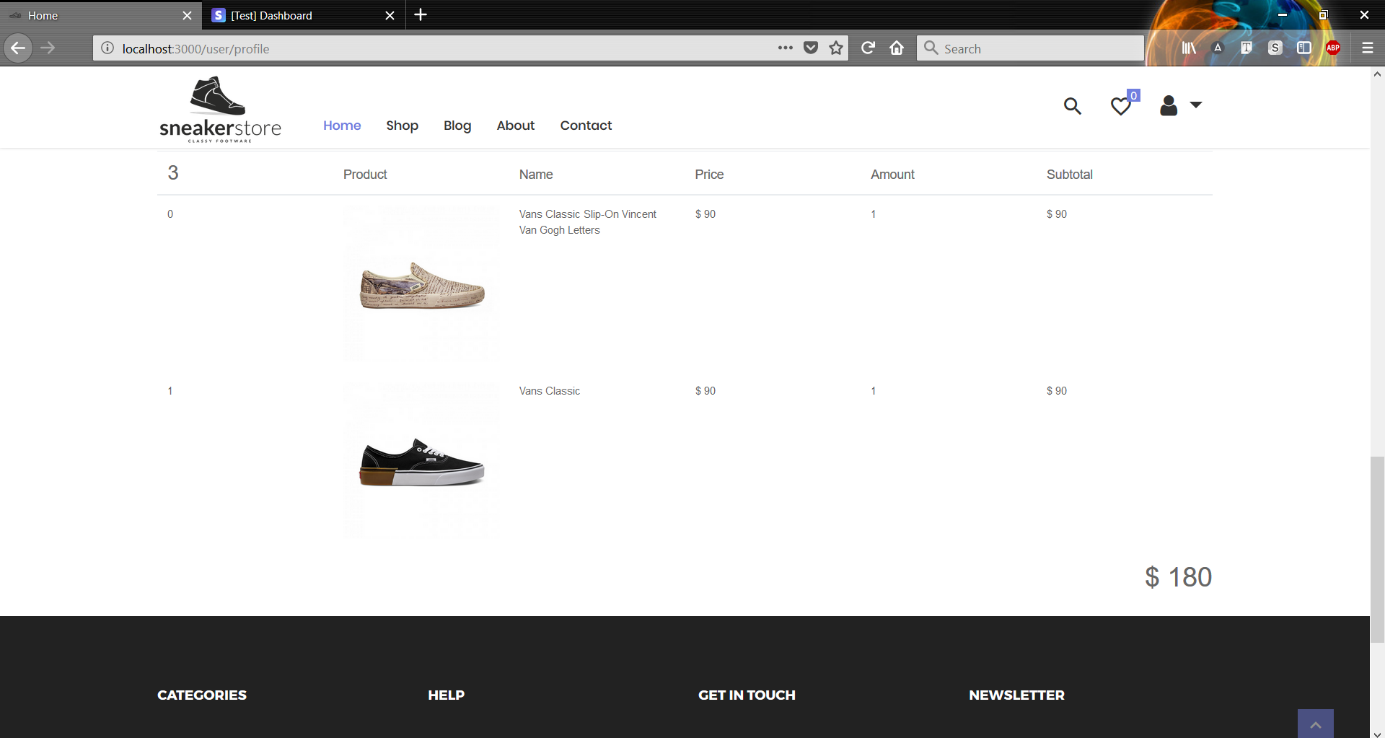 Home
[Test] Dashboard
localhost:3000/user/profile
Search
ABP
sneakerstore
CLASSY FOOTWARE
Home
Shop
Blog
About
Contact
0
3
Product
Name
Price
Amount
Subtotal
0
Vans Classic Slip-On Vincent
Van Gogh Letters
$ 90
1
$ 90
1
Vans Classic
$ 90
1
$ 90
$ 180
CATEGORIES
HELP
GET IN TOUCH
NEWSLETTER